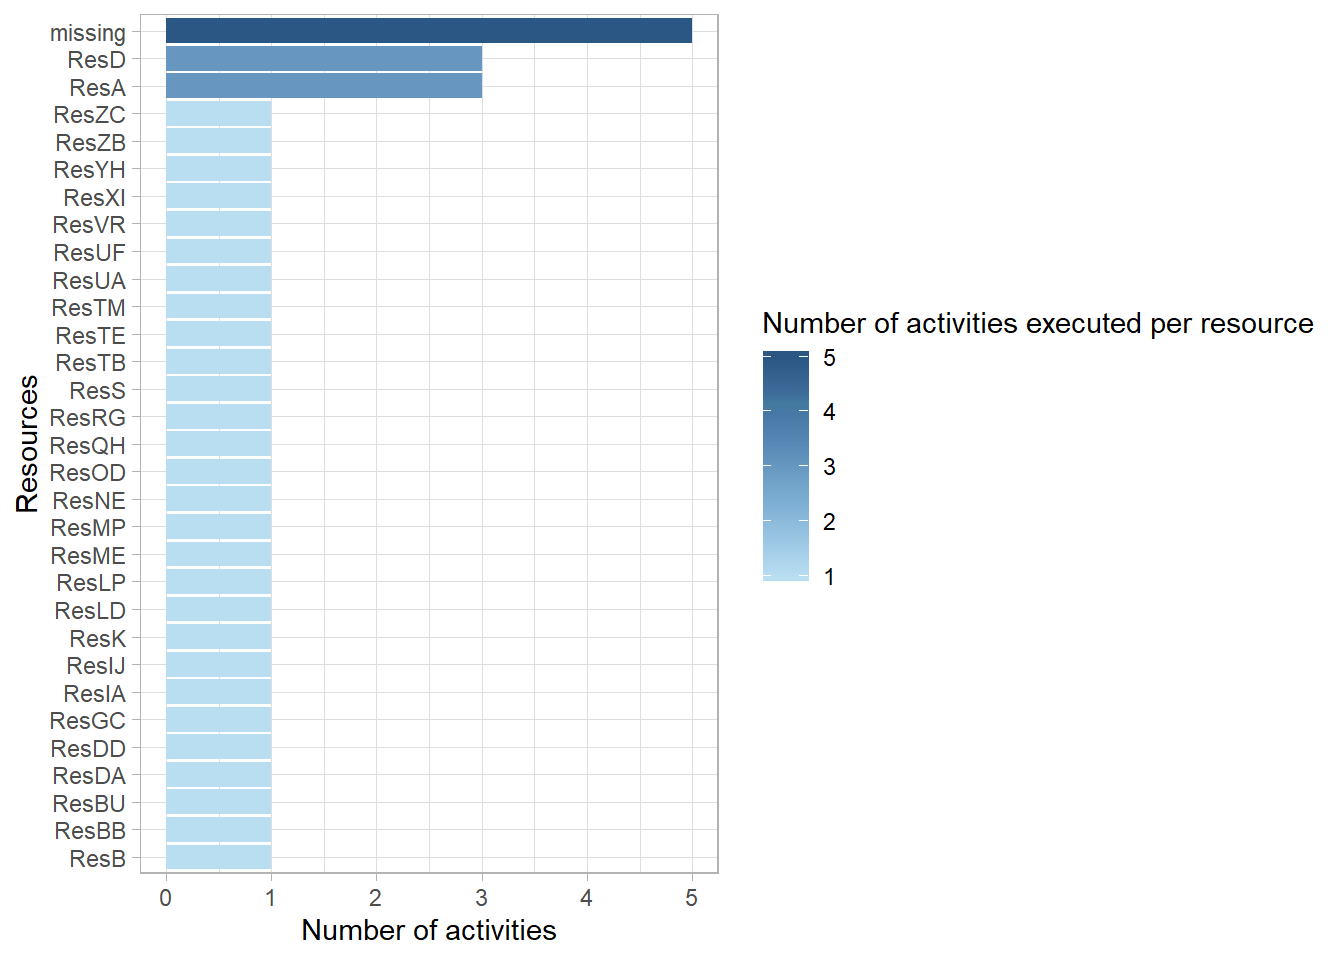 missing
ResD
ResA
ResZC
ResZB
ResYH
ResXI
ResVR
ResUF
ResUA
ResTM
ResTE
ResTB
ResS
ResRG
ResQH
ResOD
ResNE
ResMP
ResME
ResLP
ResLD
ResK
ResIJ
ResIA
ResGC
ResDD
ResDA
ResBU
ResBB
ResB
Resources
0 1 2 3 4 5
Number of activities
Number of activities executed per resource
5
4
3
2
1